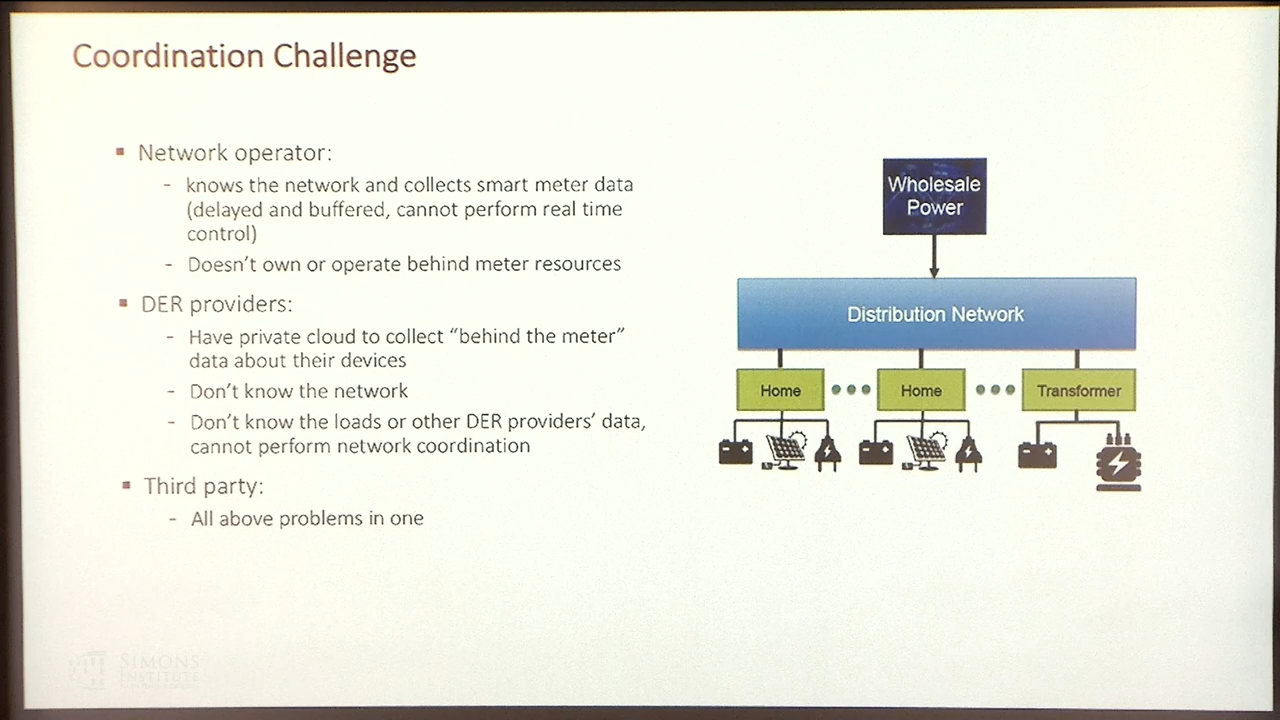 Coordination Challenge
Network operator:
- knows the network and collects smart meter data
(delayed and buffered, cannot perform real time
control)
- Doesn't own or operate behind meter resources
DER providers:
- Have private cloud to collect “behind the meter”
data about their devices
- Don't know the network
- Don't know the loads or other DER providers' data,
cannot perform network coordination
Third party:
- All above problems in one
Wholesale
Power
Distribution Network
Home
Home
Transformer
SIMONS
INSTITUTE